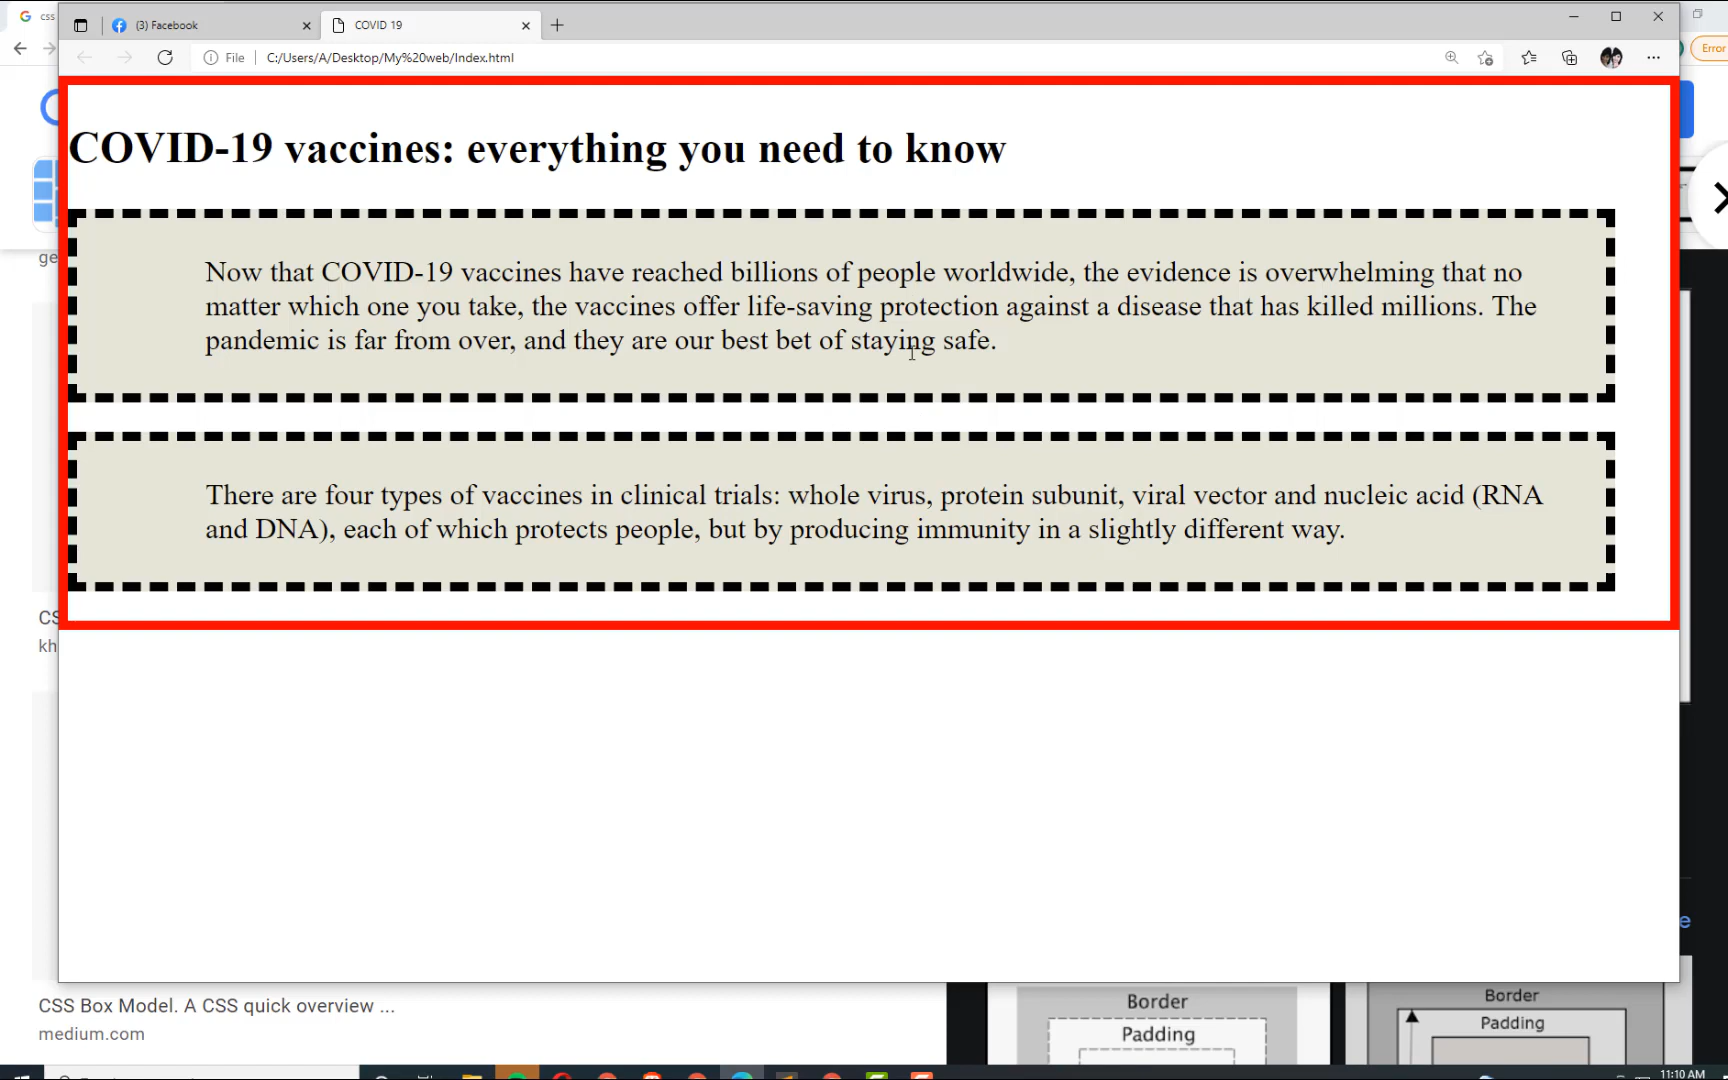 css
(3) Facebook
COVID 19
File
C:/Users/A/Desktop/My%20web/Index.html
Error
COVID-19 vaccines: everything you need to know
Now that COVID-19 vaccines have reached billions of people worldwide, the evidence is overwhelming that no
matter which one you take, the vaccines offer life-saving protection against a disease that has killed millions. The
pandemic is far from over, and they are our best bet of staying safe.
There are four types of vaccines in clinical trials: whole virus, protein subunit, viral vector and nucleic acid (RNA
and DNA), each of which protects people, but by producing immunity in a slightly different way.
ge
CS
kh
e
CSS Box Model. A CSS quick overview ...
medium.com
Border
Padding
Border
Padding
11:10 AM